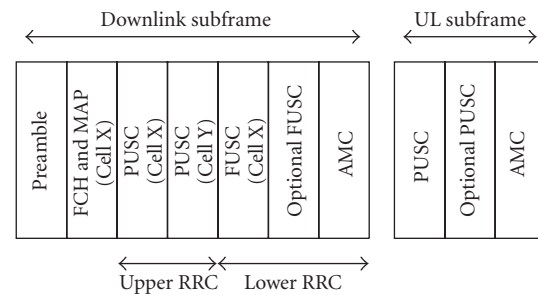 Downlink subframe
UL subframe
Preamble
FCH and MAP
(Cell X)
PUSC
(Cell X)
PUSC
(Cell Y)
FUSC
(Cell X)
Optional FUSC
AMC
PUSC
Optional PUSC
AMC
Upper RRC
Lower RRC